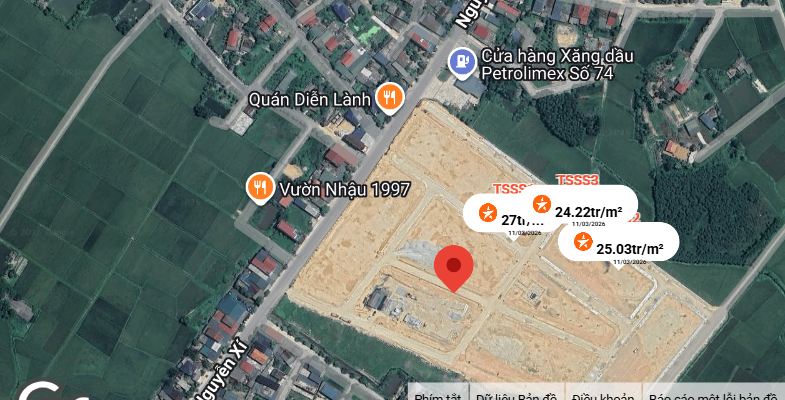 Cửa hàng Xăng dầu
Petrolimex Số 74
Quán Diễn Lành
Vườn Nhậu 1997
TSSS3
24.22tr/m²
11/03/2026
11/03/2026
25.03tr/m²
11/03/2026
Nguyễn Xí
Phím tắt
Dữ liệu Bản đồ
Điều khoản
Báo cáo một lỗi bản đồ